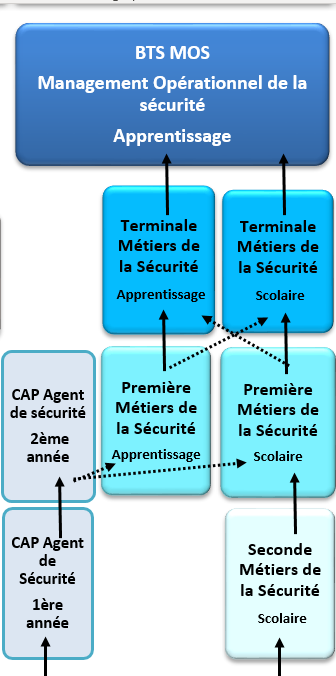 BTS MOS
Management Opérationnel de la
sécurité
Apprentissage
Terminale
Métiers de
la Sécurité
Apprentissage
Terminale
Métiers de
la Sécurité
Scolaire
CAP Agent
de sécurité
2ème
année
Première
Métiers de
la Sécurité
Apprentissage
Première
Métiers de
la Sécurité
Scolaire
CAP Agent
de
Sécurité
1ère
année
Seconde
Métiers de
la Sécurité
Scolaire